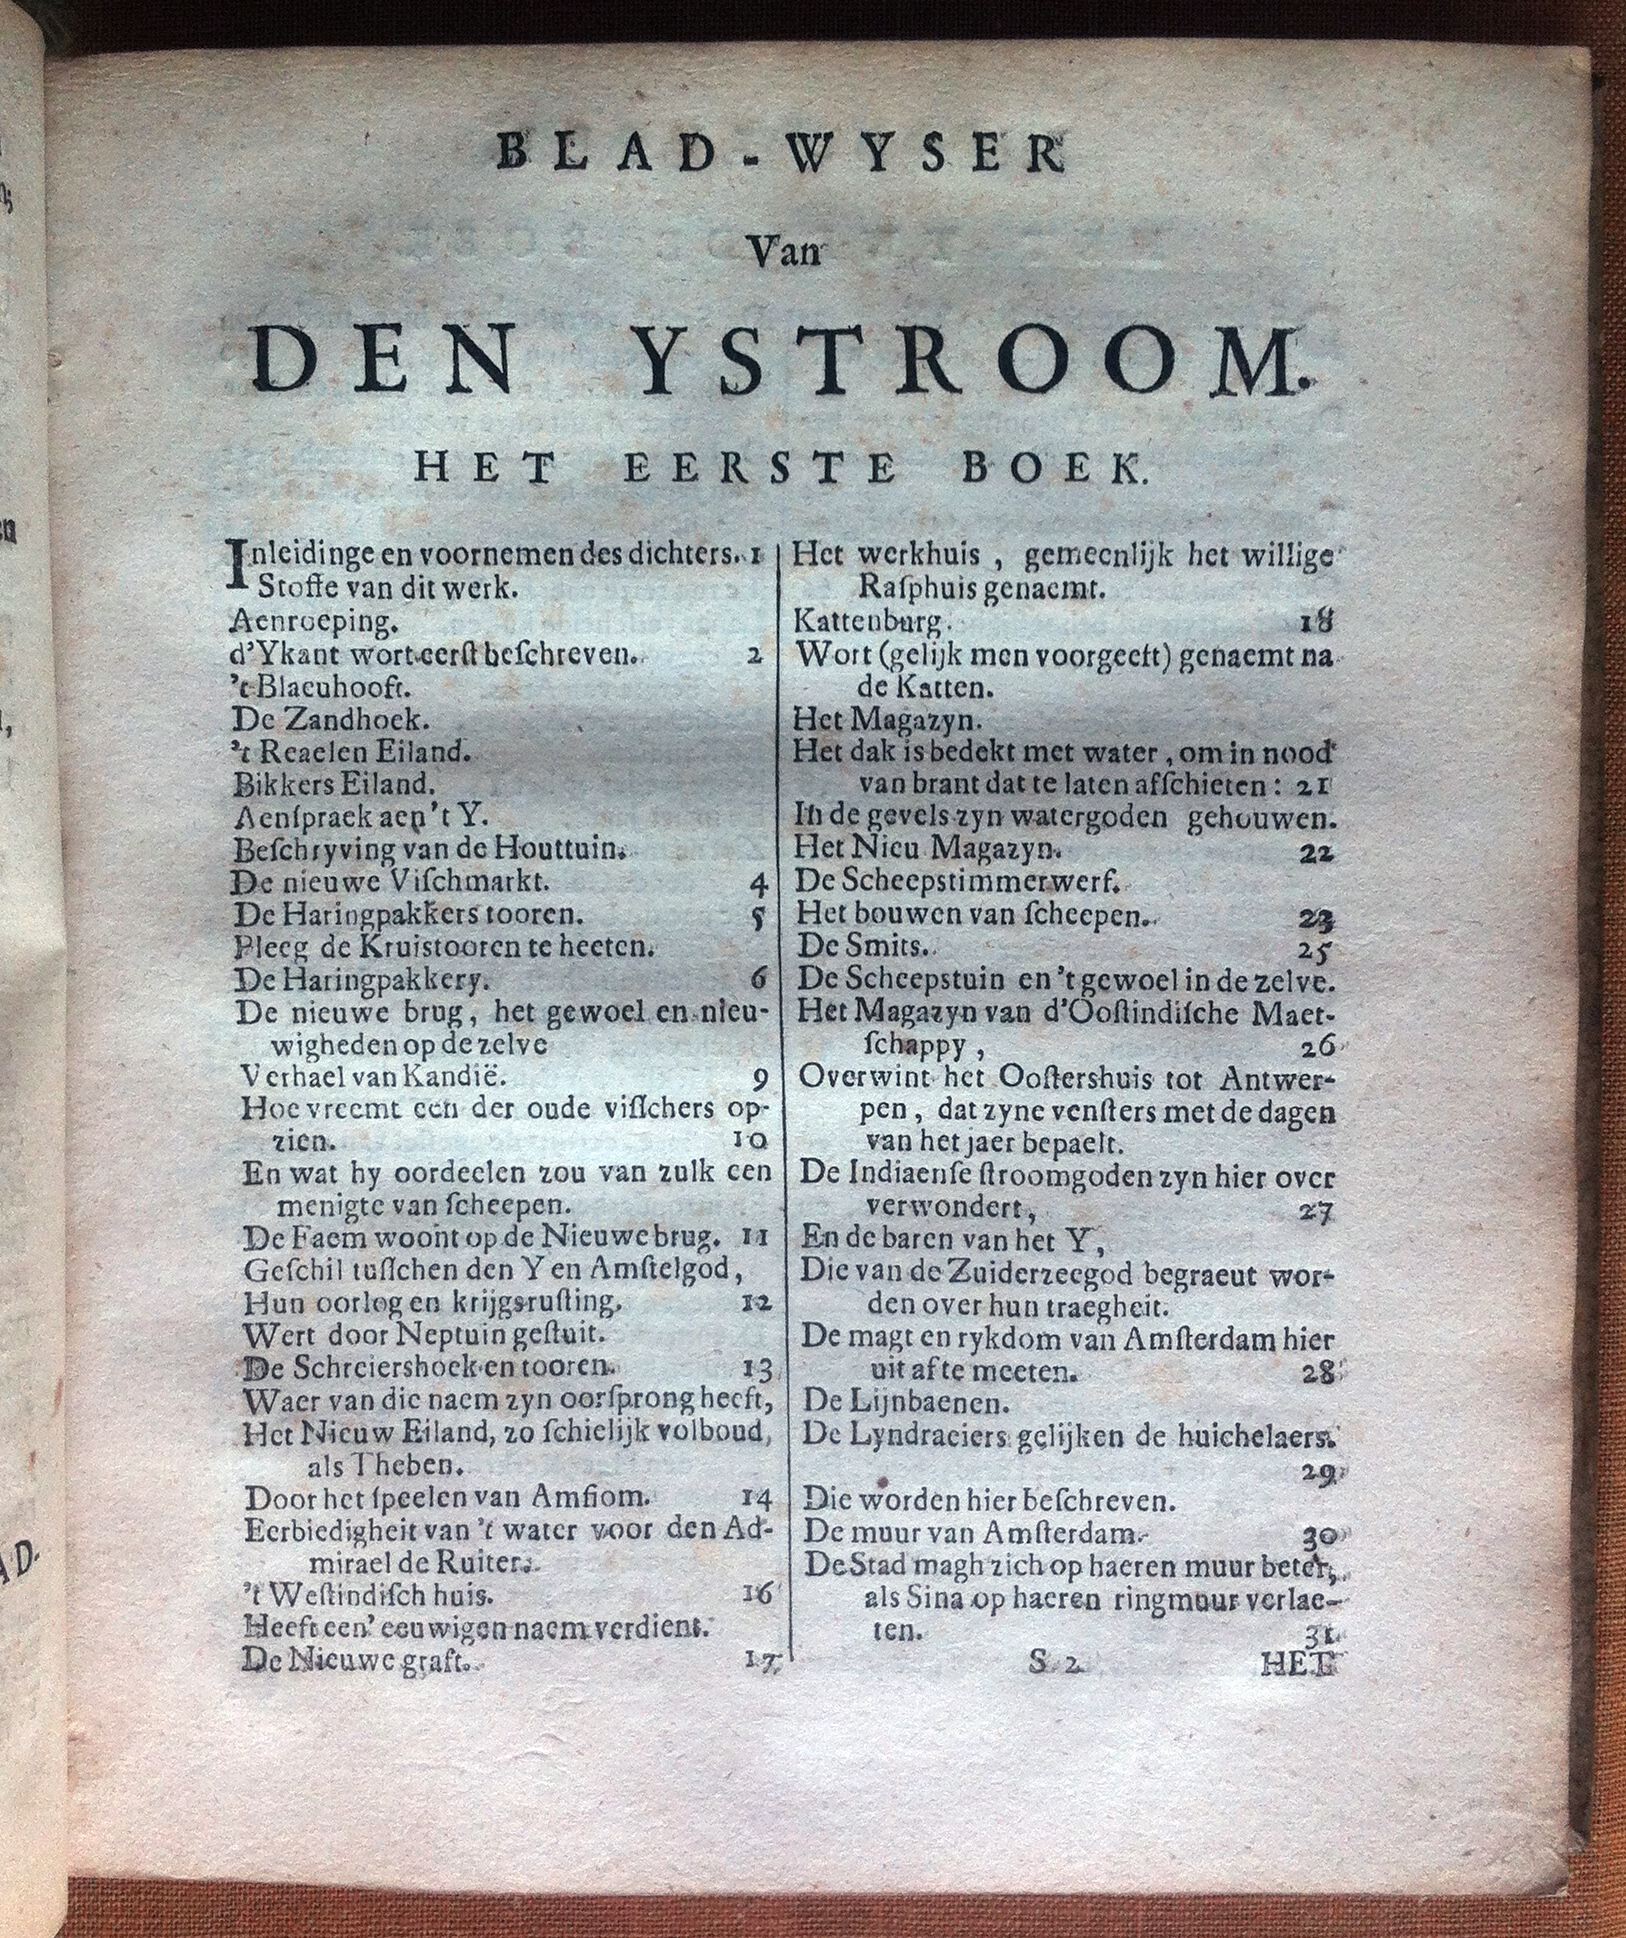 BLAD-WYSER
Van
DEN YSTROOM.
HET EERSTE BOEK.
Inleidinge en voornemen des dichters. 1
Stoffe van dit werk.
Aenroeping.
d'Ykant wort eerst beſchreven. 2
't Blaeuhooft.
De Zandhoek.
't Reaelen Eiland.
Bikkers Eiland.
Aenſpraek aen 't Y.
Beſchryving van de Houttuin.
De nieuwe Viſchmarkt. 4
De Haringpakkers tooren. 5
Pleeg de Kruistooren te heeten.
De Haringpakkery. 6
De nieuwe brug, het gewoel en nieu-
wigheden op de zelve
Verhael van Kandië. 9
Hoe vreemt een der oude viſſchers op-
zien. 10
En wat hy oordeelen zou van zulk een
menigte van ſcheepen.
De Faem woont op de Nieuwebrug. 11
Geſchil tuſſchen den Y en Amſtelgod,
Hun oorlog en krijgsruſting. 12
Wert door Neptuin geſtuit.
De Schreiershoek en tooren. 13
Waer van die naem zyn oorſprong heeft,
Het Nieuw Eiland, zo ſchielijk volboud,
als Theben.
Door het ſpeelen van Amfiom. 14
Eerbiedigheit van 't water voor den Ad-
mirael de Ruiter.
't Weſtindiſch huis. 16
Heeft een' eeuwigen naem verdient.
De Nieuwe graft. 17
Het werkhuis, gemeenlijk het willige
Raſphuis genaemt.
Kattenburg. 18
Wort (gelijk men voorgeeft) genaemt na
de Katten.
Het Magazyn.
Het dak is bedekt met water, om in nood
van brant dat te laten afſchieten: 21
In de gevels zyn watergoden gehouwen.
Het Nieu Magazyn. 22
De Scheepstimmerwerf.
Het bouwen van ſcheepen. 23
De Smits. 25
De Scheepstuin en 't gewoel in de zelve.
Het Magazyn van d'Ooſtindiſche Maet-
ſchappy, 26
Overwint het Ooſtershuis tot Antwer-
pen, dat zyne venſters met de dagen
van het jaer bepaelt.
De Indiaenſe ſtroomgoden zyn hier over
verwondert, 27
En de baren van het Y,
Die van de Zuiderzeegod begraeut wor-
den over hun traegheit.
De magt en rykdom van Amſterdam hier
uit af te meeten. 28
De Lijnbaenen.
De Lyndraeiers gelijken de huichelaers.
29
Die worden hier beſchreven.
De muur van Amſterdam. 30
De Stad magh zich op haeren muur beter,
als Sina op haeren ringmuur verlae-
ten. 31
S 2 HET